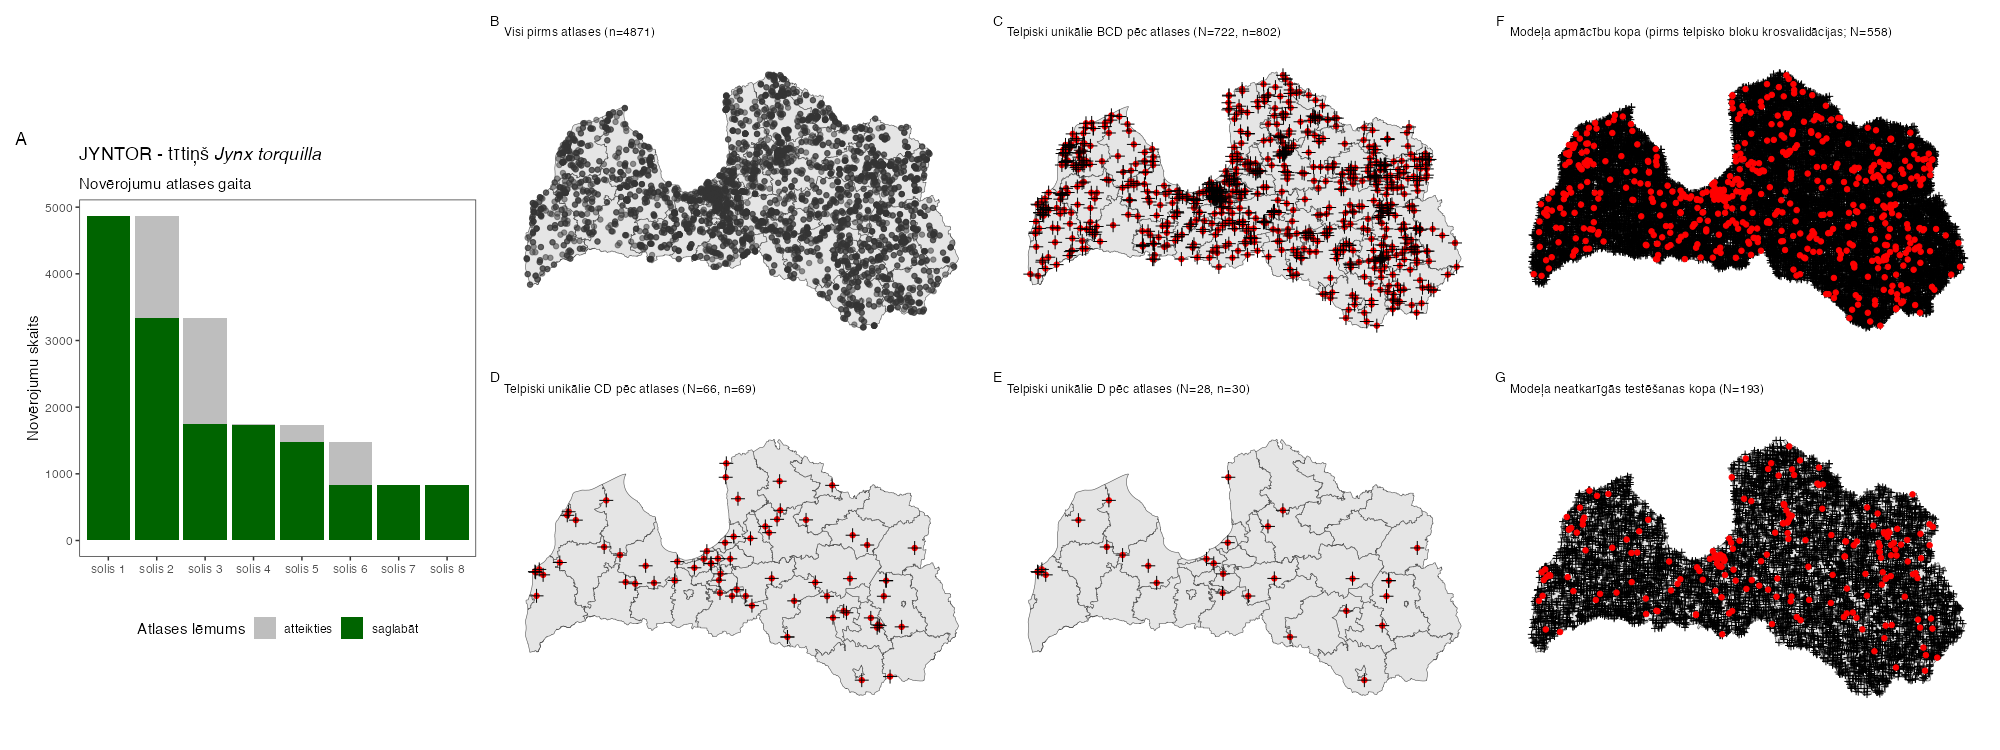 A
JYNTOR - tītiņš Jynx torquilla
Novērojumu atlases gaita
Novērojumu skaits
5000
4000
3000
2000
1000
0
solis 1 solis 2 solis 3 solis 4 solis 5 solis 6 solis 7 solis 8
Atlases lēmums atteikties saglabāt
B
Visi pirms atlases (n=4871)
C
Telpiski unikālie BCD pēc atlases (N=722, n=802)
F
Modeļa apmācību kopa (pirms telpisko bloku krosvalidācijas; N=558)
D
Telpiski unikālie CD pēc atlases (N=66, n=69)
E
Telpiski unikālie D pēc atlases (N=28, n=30)
G
Modeļa neatkarīgās testēšanas kopa (N=193)